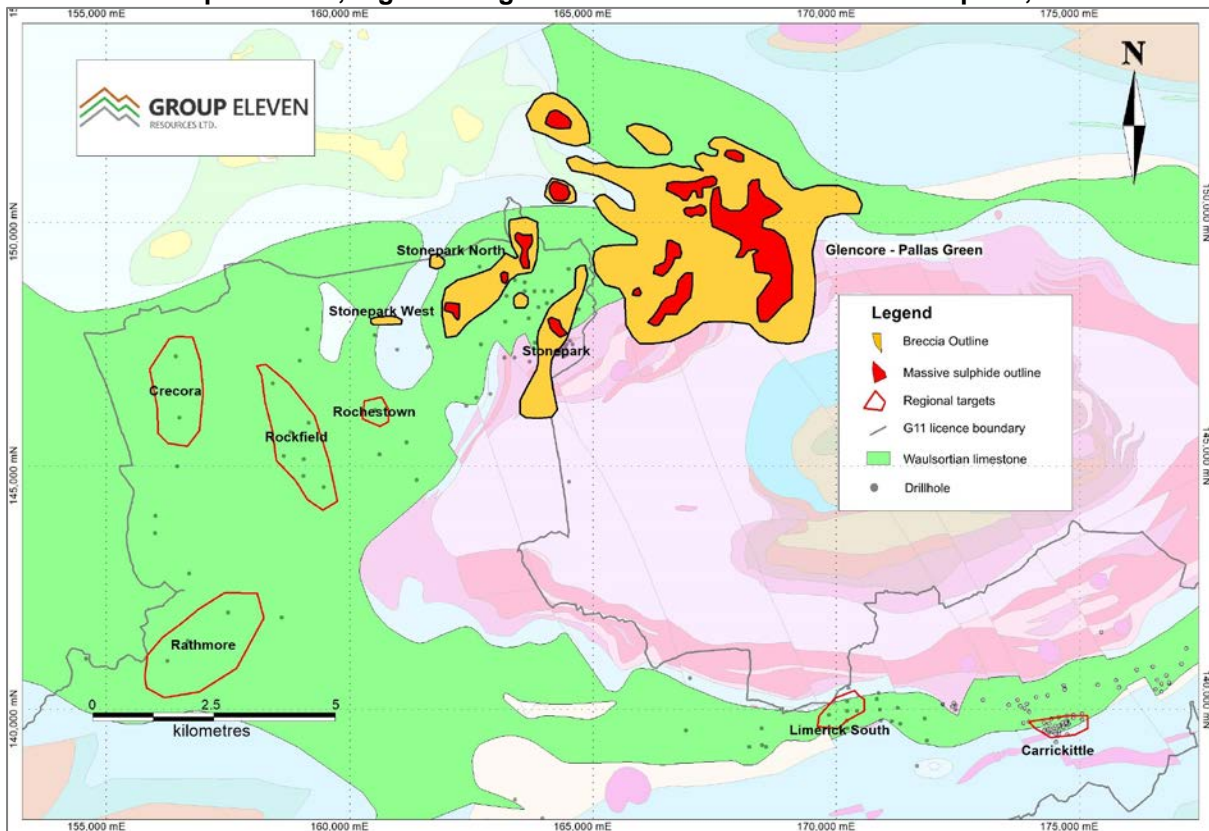 155,000 mE 160,000 mE 165,000 mE 170,000 mE 175,000 mE
N
GROUP ELEVEN
RESOURCES LTD.
150,000 mN
150,000 mN
Stonepark North
Glencore - Pallas Green
Stonepark West
Stonepark
Legend
Breccia Outline
Massive sulphide outline
Regional targets
G11 licence boundary
Waulsortian limestone
Drillhole
Crecora
Rochestown
Rockfield
145,000 mN
145,000 mN
Rathmore
0 2.5 5
kilometres
140,000 mN
140,000 mN
Limerick South
Carrickittle
155,000 mE 160,000 mE 165,000 mE 170,000 mE 175,000 mE